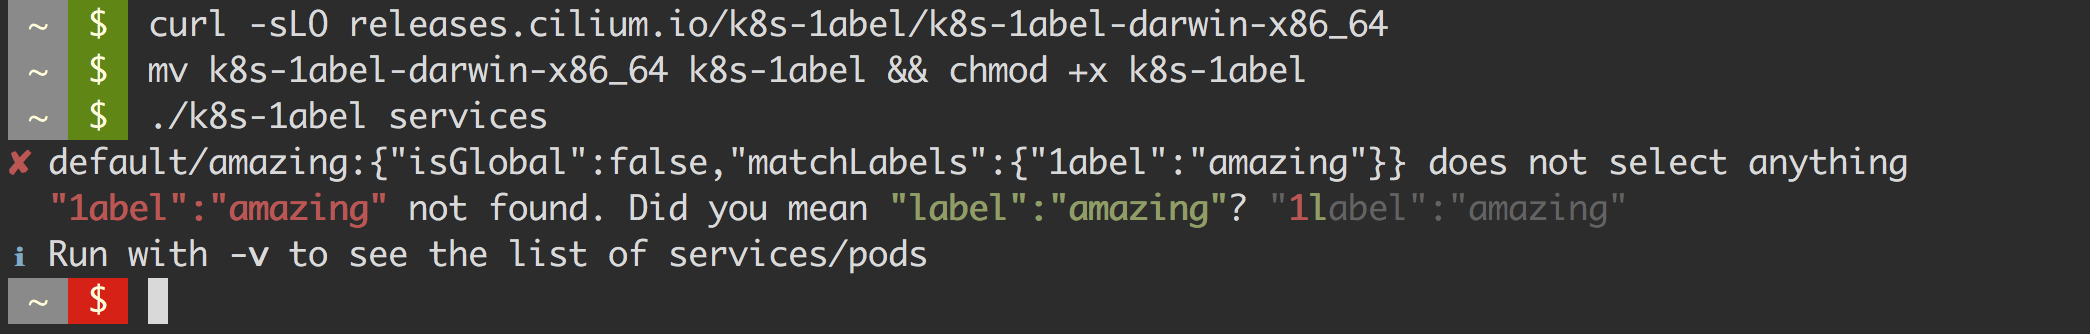 ~ $ curl -sLO releases.cilium.io/k8s-1abel/k8s-1abel-darwin-x86_64
~ $ mv k8s-1abel-darwin-x86_64 k8s-1abel && chmod +x k8s-1abel
~ $ ./k8s-1abel services
✘ default/amazing:{"isGlobal":false,"matchLabels":{"1abel":"amazing"}} does not select anything
"1abel":"amazing" not found. Did you mean "label":"amazing"? "1label":"amazing"
ℹ Run with -v to see the list of services/pods
~ $